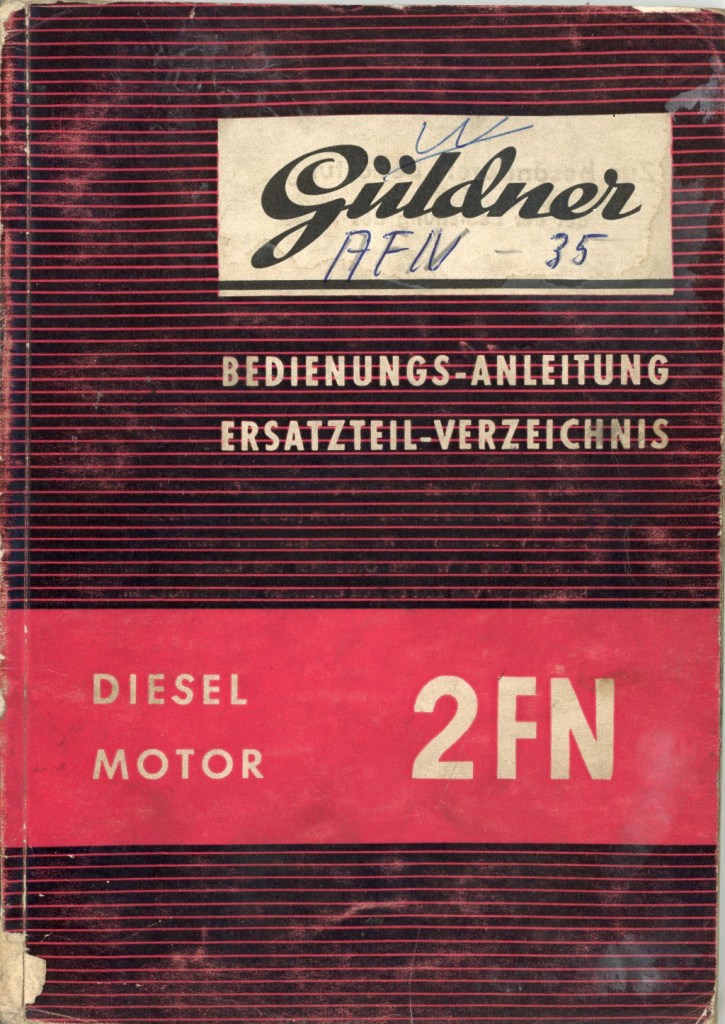 Güldner
AFN - 35
BEDIENUNGS-ANLEITUNG
ERSATZTEIL-VERZEICHNIS
DIESEL
MOTOR
2FN